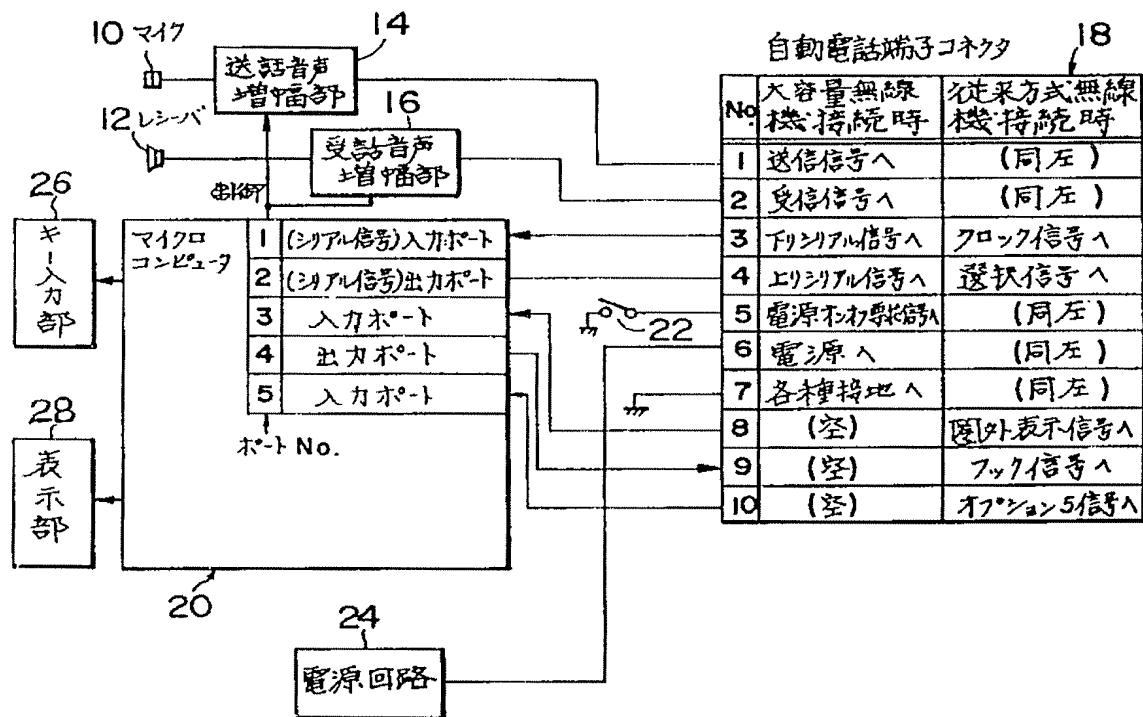 10 マイク
14
送話音声
増幅部
16
12 レシーバ
受話音声
増幅部
制御
26
キー入力部
28
表示部
マイクロ
コンピュータ
1 (シリアル信号)入力ポート
2 (シリアル信号)出力ポート
3 入力ポート
4 出力ポート
5 入力ポート
ポート No.
20
22
24
電源回路
自動電話端子コネクタ
18
No 大容量無線機接続時 従来方式無線機接続時
1 送信信号へ (同左)
2 受信信号へ (同左)
3 下リシリアル信号へ クロック信号へ
4 上リシリアル信号へ 選択信号へ
5 電源オンオフ要求信号へ (同左)
6 電源へ (同左)
7 各種接地へ (同左)
8 (空) 圏外表示信号へ
9 (空) フック信号へ
10 (空) オプション5信号へ